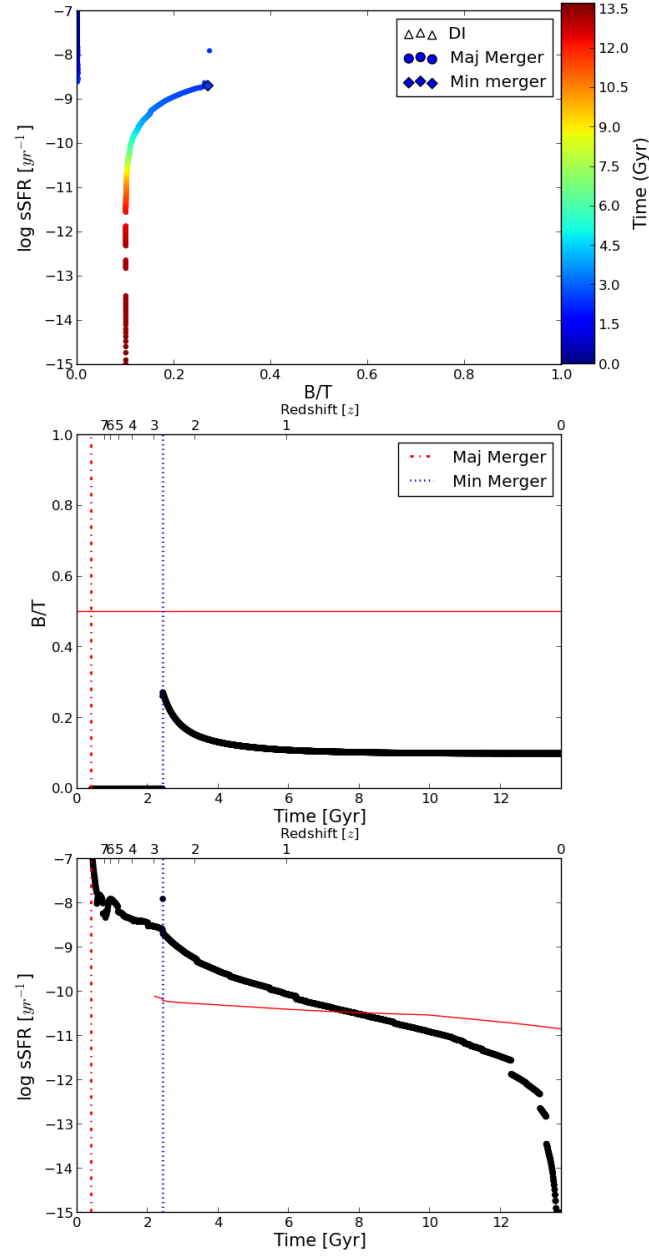 −7
−8
−9
−10
−11
−12
−13
−14
−15
log sSFR [yr⁻¹]
0.0 0.2 0.4 0.6 0.8 1.0
B/T
DI
Maj Merger
Min merger
13.5
12.0
10.5
9.0
7.5
6.0
4.5
3.0
1.5
0.0
Time (Gyr)
Redshift [z]
7 6 5 4 3 2 1 0
1.0
0.8
0.6
0.4
0.2
0.0
B/T
Maj Merger
Min Merger
0 2 4 6 8 10 12
Time [Gyr]
Redshift [z]
7 6 5 4 3 2 1 0
−7
−8
−9
−10
−11
−12
−13
−14
−15
log sSFR [yr⁻¹]
0 2 4 6 8 10 12
Time [Gyr]